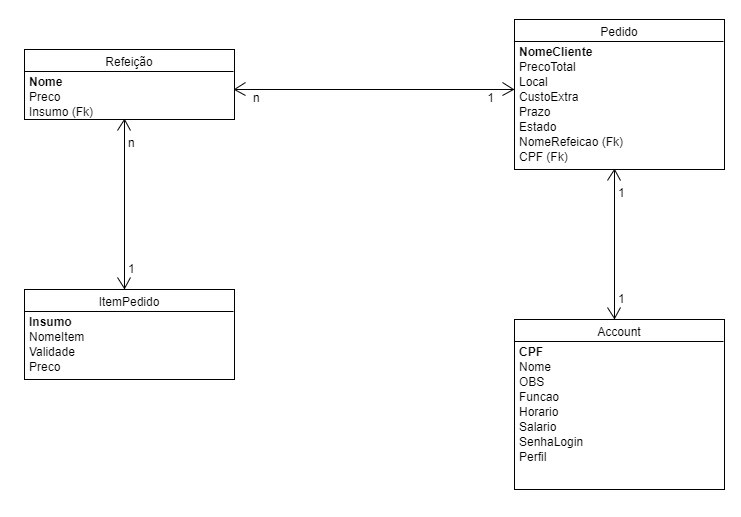 Refeição
Nome
Preco
Insumo (Fk)
n
1
Pedido
NomeCliente
PrecoTotal
Local
CustoExtra
Prazo
Estado
NomeRefeicao (Fk)
CPF (Fk)
n
1
1
1
ItemPedido
Insumo
NomeItem
Validade
Preco
Account
CPF
Nome
OBS
Funcao
Horario
Salario
SenhaLogin
Perfil